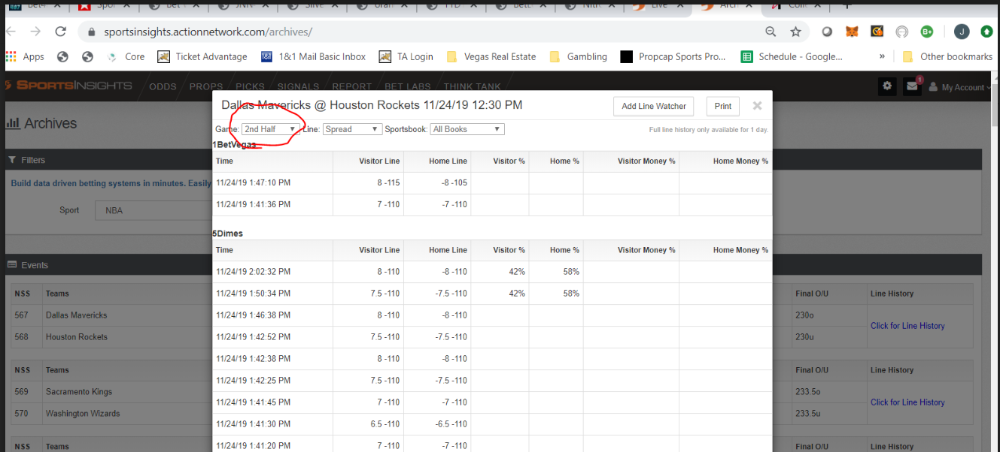 sportsinsights.actionnetwork.com/archives/
B+ J
Apps Core Ticket Advantage 1&1 Mail Basic Inbox TA Login Vegas Real Estate Gambling Propcap Sports Pro... Schedule - Google... » Other bookmarks
SPORTSINSIGHTS ODDS PROPS PICKS SIGNALS REPORT BET LABS THINK TANK 1 My Account
Archives
Dallas Mavericks @ Houston Rockets 11/24/19 12:30 PM Add Line Watcher Print
Game: 2nd Half Line: Spread Sportsbook: All Books Full line history only available for 1 day.
Filters
Build data driven betting systems in minutes. Easily
Sport NBA
1BetVegas
Time Visitor Line Home Line Visitor % Home % Visitor Money % Home Money %
11/24/19 1:47:10 PM 8 -115 -8 -105
11/24/19 1:41:36 PM 7 -110 -7 -110
5Dimes
Time Visitor Line Home Line Visitor % Home % Visitor Money % Home Money %
11/24/19 2:02:32 PM 8 -110 -8 -110 42% 58%
11/24/19 1:50:34 PM 7.5 -110 -7.5 -110 42% 58%
11/24/19 1:46:38 PM 8 -110 -8 -110
11/24/19 1:42:52 PM 7.5 -110 -7.5 -110
11/24/19 1:42:38 PM 8 -110 -8 -110
11/24/19 1:42:25 PM 7.5 -110 -7.5 -110
11/24/19 1:41:45 PM 7 -110 -7 -110
11/24/19 1:41:30 PM 6.5 -110 -6.5 -110
11/24/19 1:41:20 PM 7 -110 -7 -110
Events
NSS Teams Final O/U Line History
567 Dallas Mavericks 230o
Click for Line History
568 Houston Rockets 230u
NSS Teams Final O/U Line History
569 Sacramento Kings 233.5o
Click for Line History
570 Washington Wizards 233.5u
NSS Teams Final O/U Line History